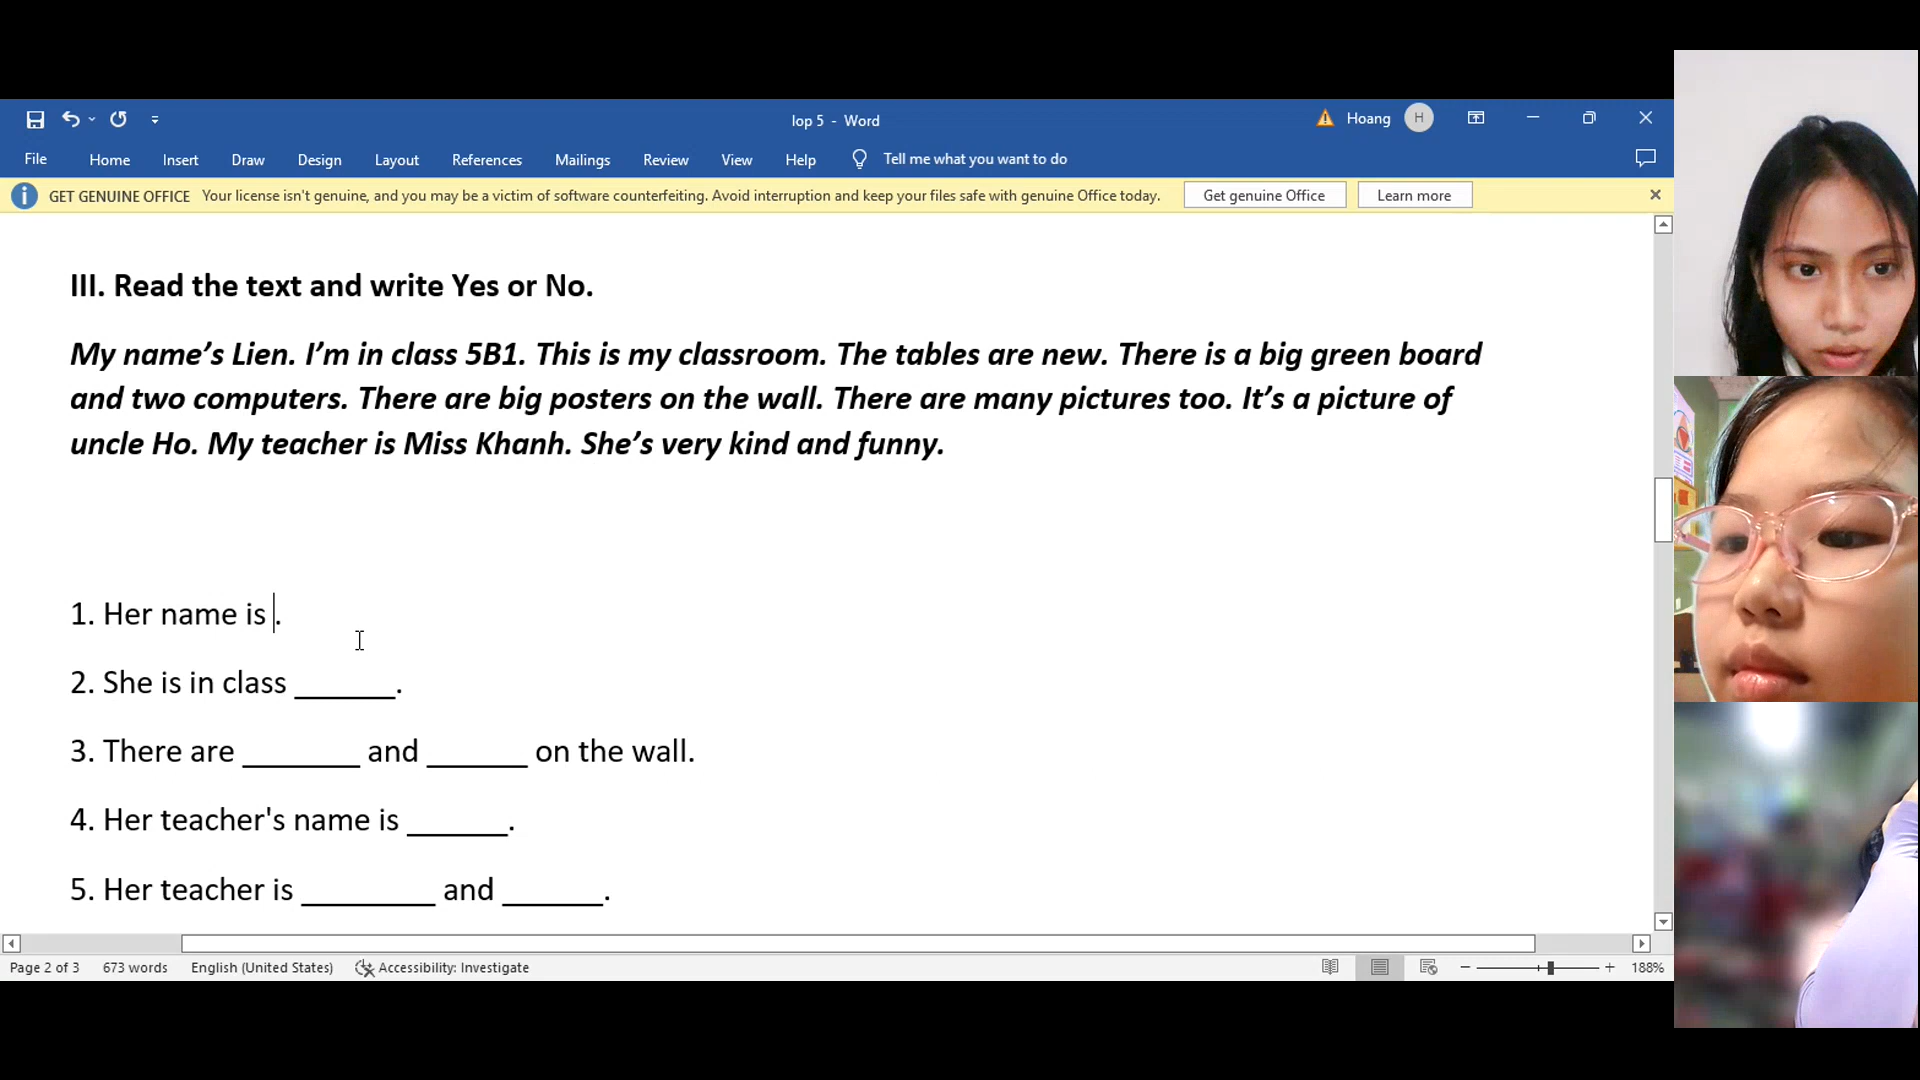 lop 5 - Word
Hoang
H
File Home Insert Draw Design Layout References Mailings Review View Help Tell me what you want to do
GET GENUINE OFFICE Your license isn't genuine, and you may be a victim of software counterfeiting. Avoid interruption and keep your files safe with genuine Office today. Get genuine Office Learn more
III. Read the text and write Yes or No.
My name’s Lien. I’m in class 5B1. This is my classroom. The tables are new. There is a big green board
and two computers. There are big posters on the wall. There are many pictures too. It’s a picture of
uncle Ho. My teacher is Miss Khanh. She’s very kind and funny.
1. Her name is .
2. She is in class ______.
3. There are _______ and ______ on the wall.
4. Her teacher's name is ______.
5. Her teacher is ________ and ______.
Page 2 of 3 673 words English (United States) Accessibility: Investigate 188%